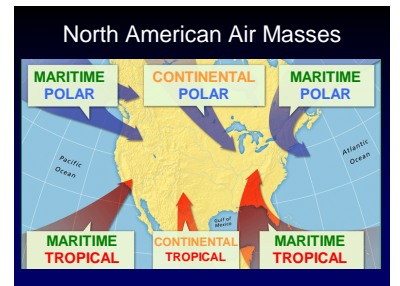 North American Air Masses
MARITIME
POLAR
CONTINENTAL
POLAR
MARITIME
POLAR
Pacific
Ocean
Atlantic
Ocean
Gulf of
Mexico
MARITIME
TROPICAL
CONTINENTAL
TROPICAL
MARITIME
TROPICAL